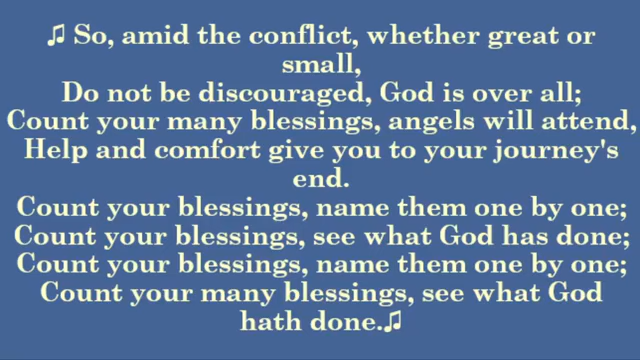 ♫ So, amid the conflict, whether great or
small,
Do not be discouraged, God is over all;
Count your many blessings, angels will attend,
Help and comfort give you to your journey's
end.
Count your blessings, name them one by one;
Count your blessings, see what God has done;
Count your blessings, name them one by one;
Count your many blessings, see what God
hath done.♫